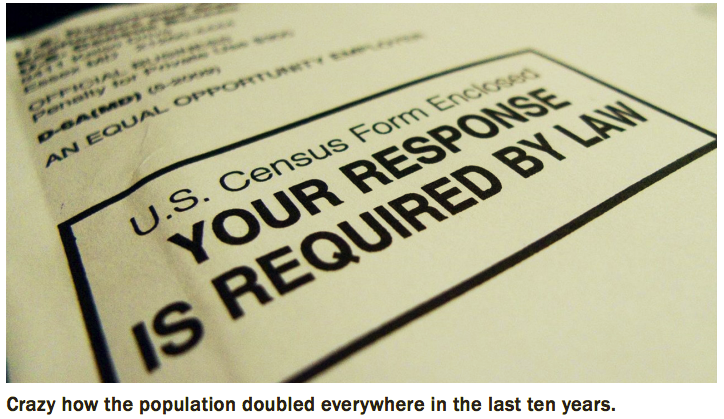 OFFICIAL BUSINESS
Penalty for Private Use $300
D-6A(MD) (5-2009)
AN EQUAL OPPORTUNITY EMPLOYER
U.S. Census Form Enclosed
YOUR RESPONSE
IS REQUIRED BY LAW
Crazy how the population doubled everywhere in the last ten years.